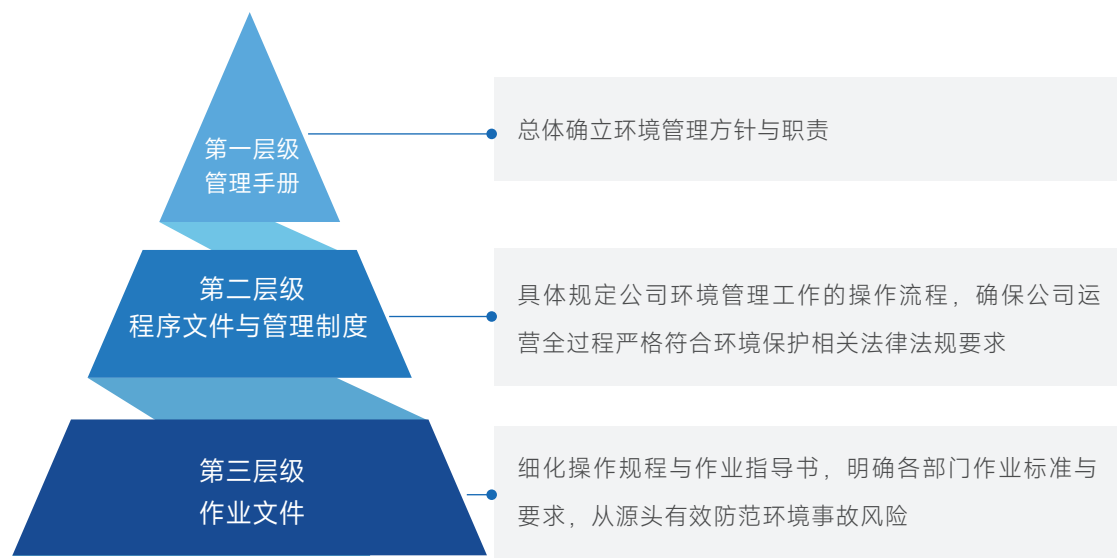 第一层级
管理手册
总体确立环境管理方针与职责
第二层级
程序文件与管理制度
具体规定公司环境管理工作的操作流程，确保公司运
营全过程严格符合环境保护相关法律法规要求
第三层级
作业文件
细化操作规程与作业指导书，明确各部门作业标准与
要求，从源头有效防范环境事故风险